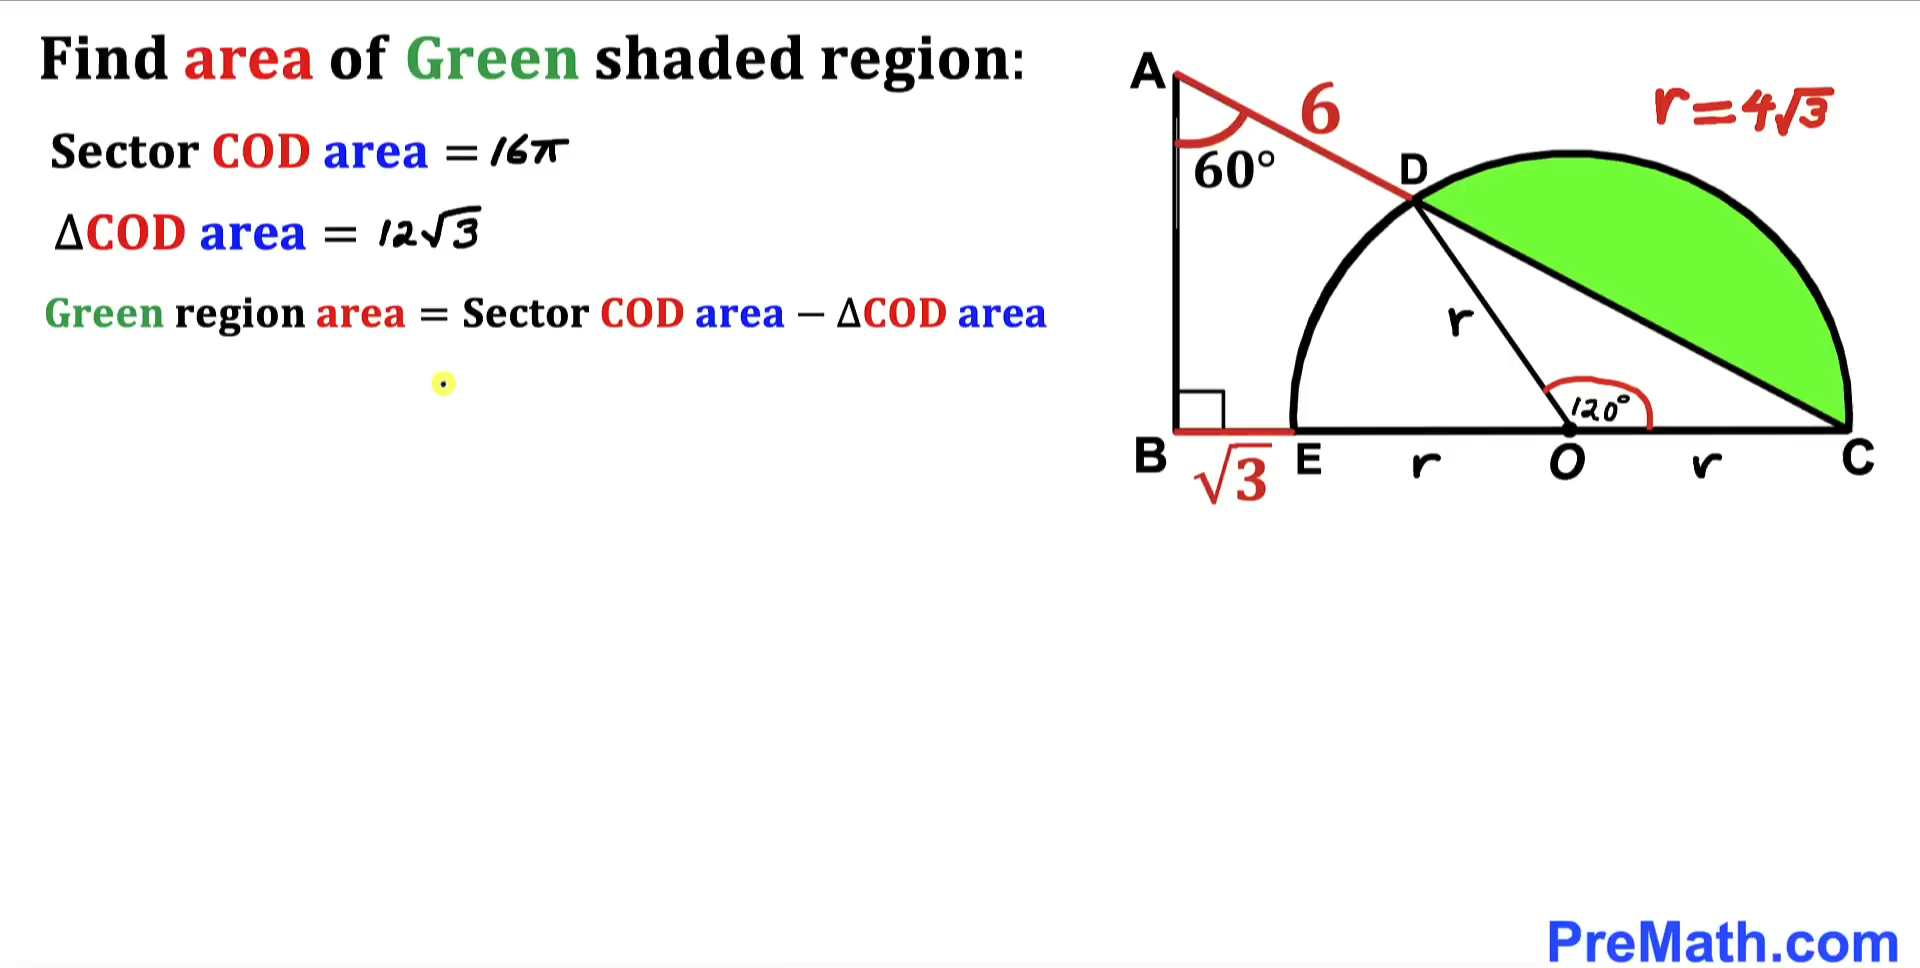 Find area of Green shaded region:
Sector COD area = 16π
ΔCOD area = 12√3
Green region area = Sector COD area − ΔCOD area
A
6
r=4√3
60°
D
r
120°
B
√3
E
r
O
r
C
PreMath.com